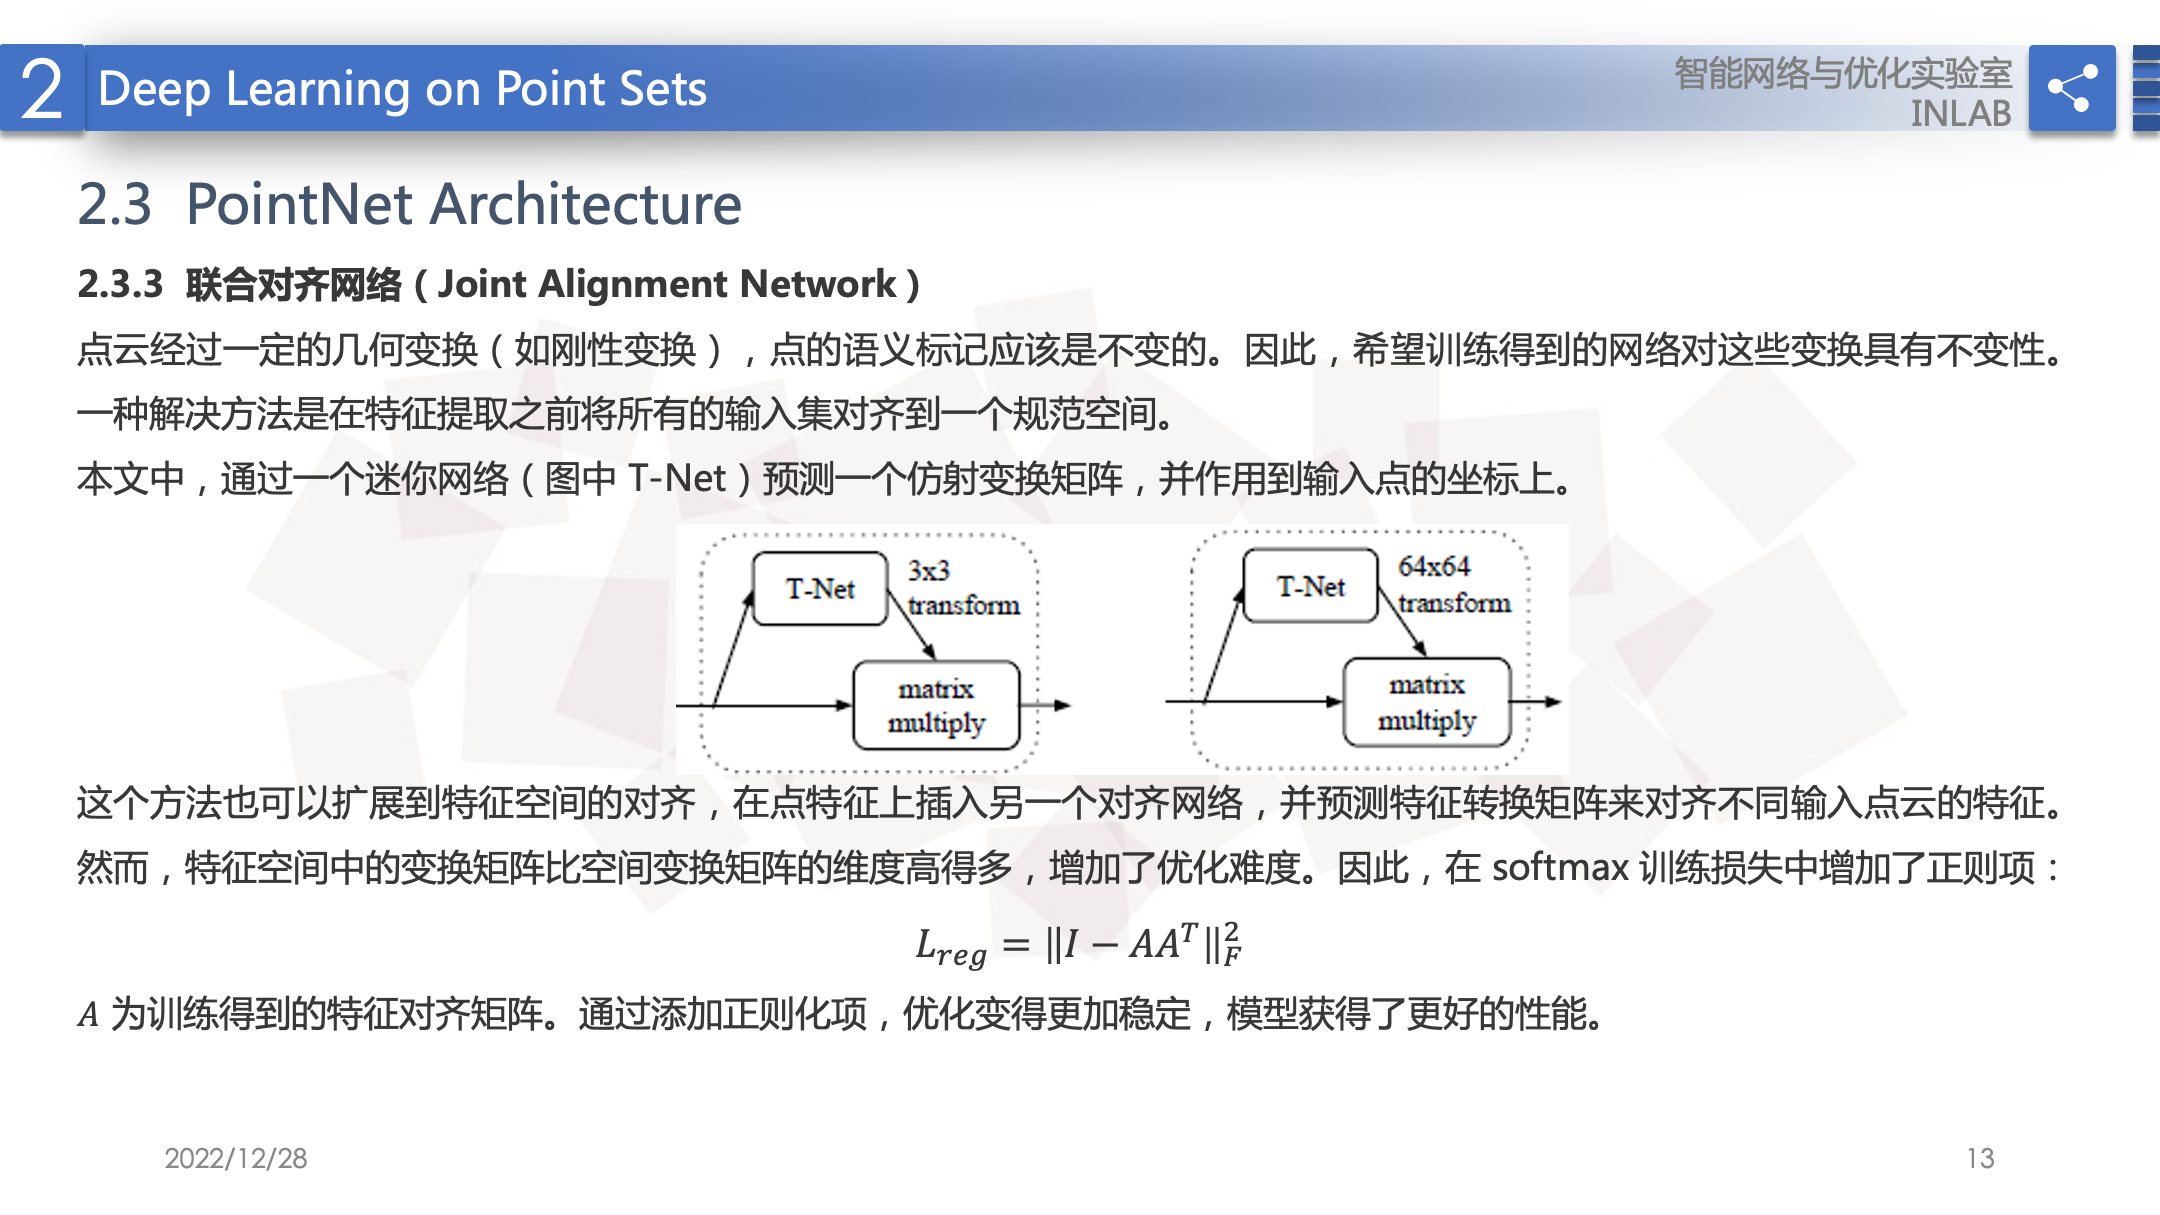 2 Deep Learning on Point Sets
智能网络与优化实验室
INLAB
2.3 PointNet Architecture
2.3.3 联合对齐网络（Joint Alignment Network）
点云经过一定的几何变换（如刚性变换），点的语义标记应该是不变的。因此，希望训练得到的网络对这些变换具有不变性。
一种解决方法是在特征提取之前将所有的输入集对齐到一个规范空间。
本文中，通过一个迷你网络（图中 T-Net）预测一个仿射变换矩阵，并作用到输入点的坐标上。
T-Net
3x3
transform
matrix
multiply
T-Net
64x64
transform
matrix
multiply
这个方法也可以扩展到特征空间的对齐，在点特征上插入另一个对齐网络，并预测特征转换矩阵来对齐不同输入点云的特征。
然而，特征空间中的变换矩阵比空间变换矩阵的维度高得多，增加了优化难度。因此，在 softmax 训练损失中增加了正则项：
$L_{reg} = \|I - AA^T\|_F^2$
A 为训练得到的特征对齐矩阵。通过添加正则化项，优化变得更加稳定，模型获得了更好的性能。
2022/12/28
13